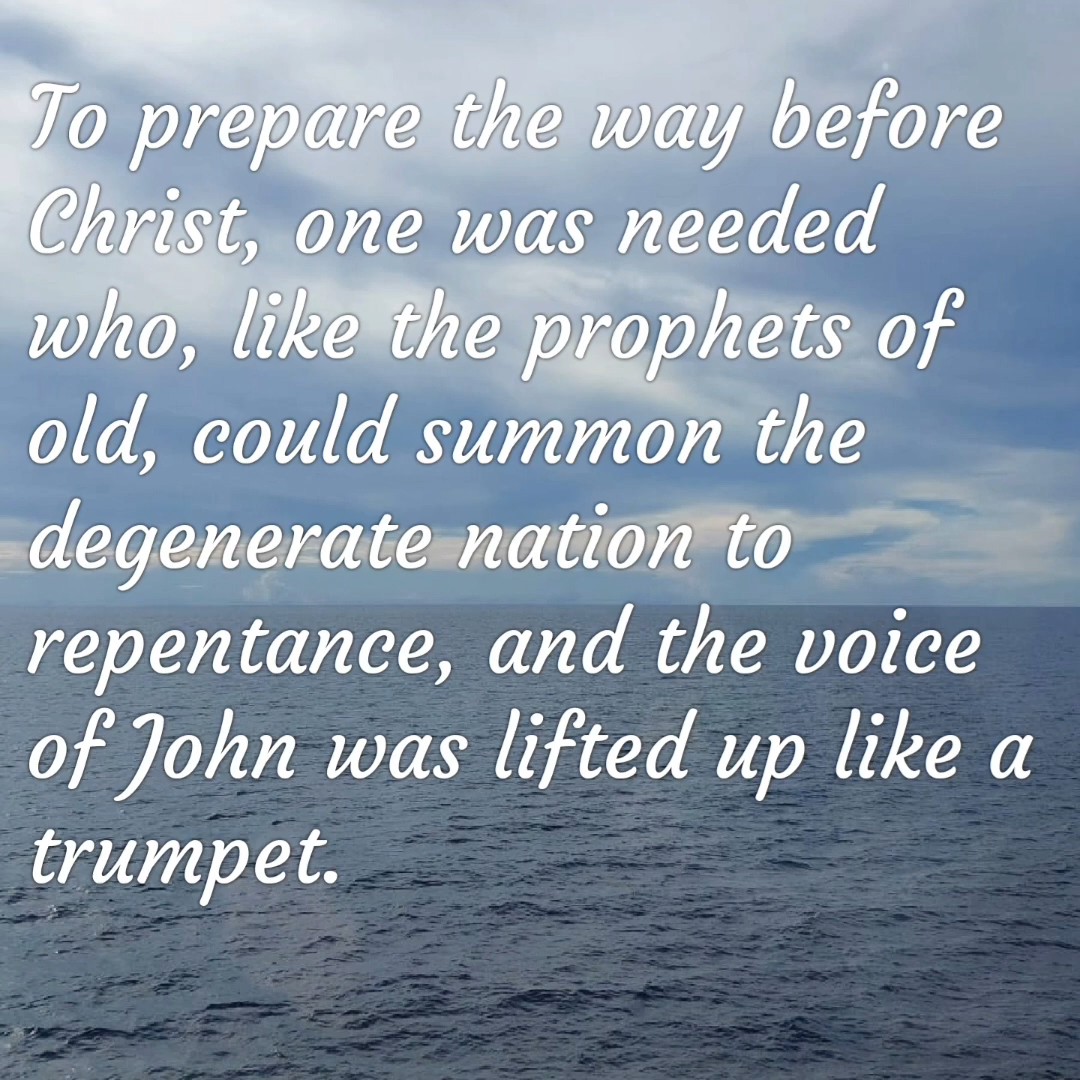 To prepare the way before
Christ, one was needed
who, like the prophets of
old, could summon the
degenerate nation to
repentance, and the voice
of John was lifted up like a
trumpet.